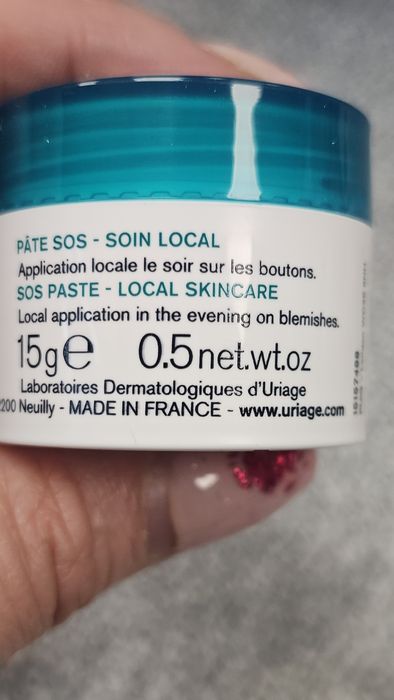 PÂTE SOS - SOIN LOCAL
Application locale le soir sur les boutons.
SOS PASTE - LOCAL SKINCARE
Local application in the evening on blemishes.
15g℮ 0.5net.wt.oz
Laboratoires Dermatologiques d'Uriage
200 Neuilly - MADE IN FRANCE - www.uriage.com